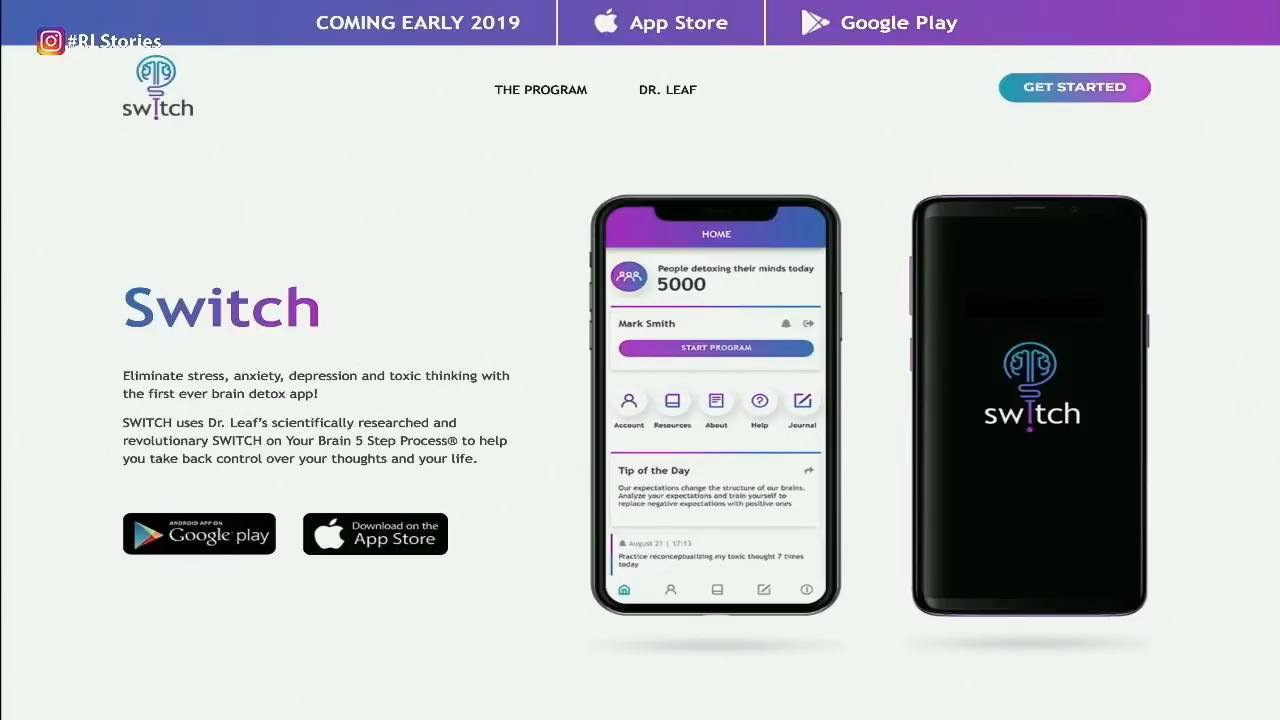 COMING EARLY 2019
App Store
Google Play
#RLStories
switch
THE PROGRAM
DR. LEAF
GET STARTED
Switch
Eliminate stress, anxiety, depression and toxic thinking with
the first ever brain detox app!
SWITCH uses Dr. Leaf's scientifically researched and
revolutionary SWITCH on Your Brain 5 Step Process® to help
you take back control over your thoughts and your life.
ANDROID APP ON
Google play
Download on the
App Store
HOME
People detoxing their minds today
5000
Mark Smith
START PROGRAM
Account
Resources
About
Help
Journal
Tip of the Day
Our expectations change the structure of our brains.
Analyze your expectations and train yourself to
replace negative expectations with positive ones
August 21 | 17:13
Practice reconceptualizing my toxic thought 7 times
today
switch